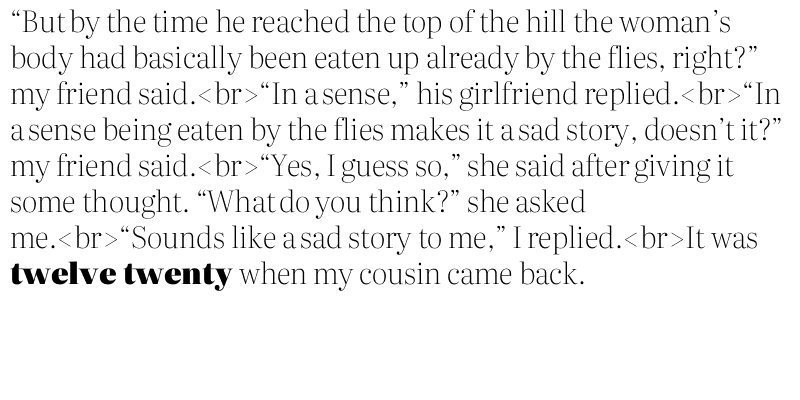 “But by the time he reached the top of the hill the woman’s
body had basically been eaten up already by the flies, right?”
my friend said.<br>“In a sense,” his girlfriend replied.<br>“In
a sense being eaten by the flies makes it a sad story, doesn’t it?”
my friend said.<br>“Yes, I guess so,” she said after giving it
some thought. “What do you think?” she asked
me.<br>“Sounds like a sad story to me,” I replied.<br>It was
twelve twenty when my cousin came back.